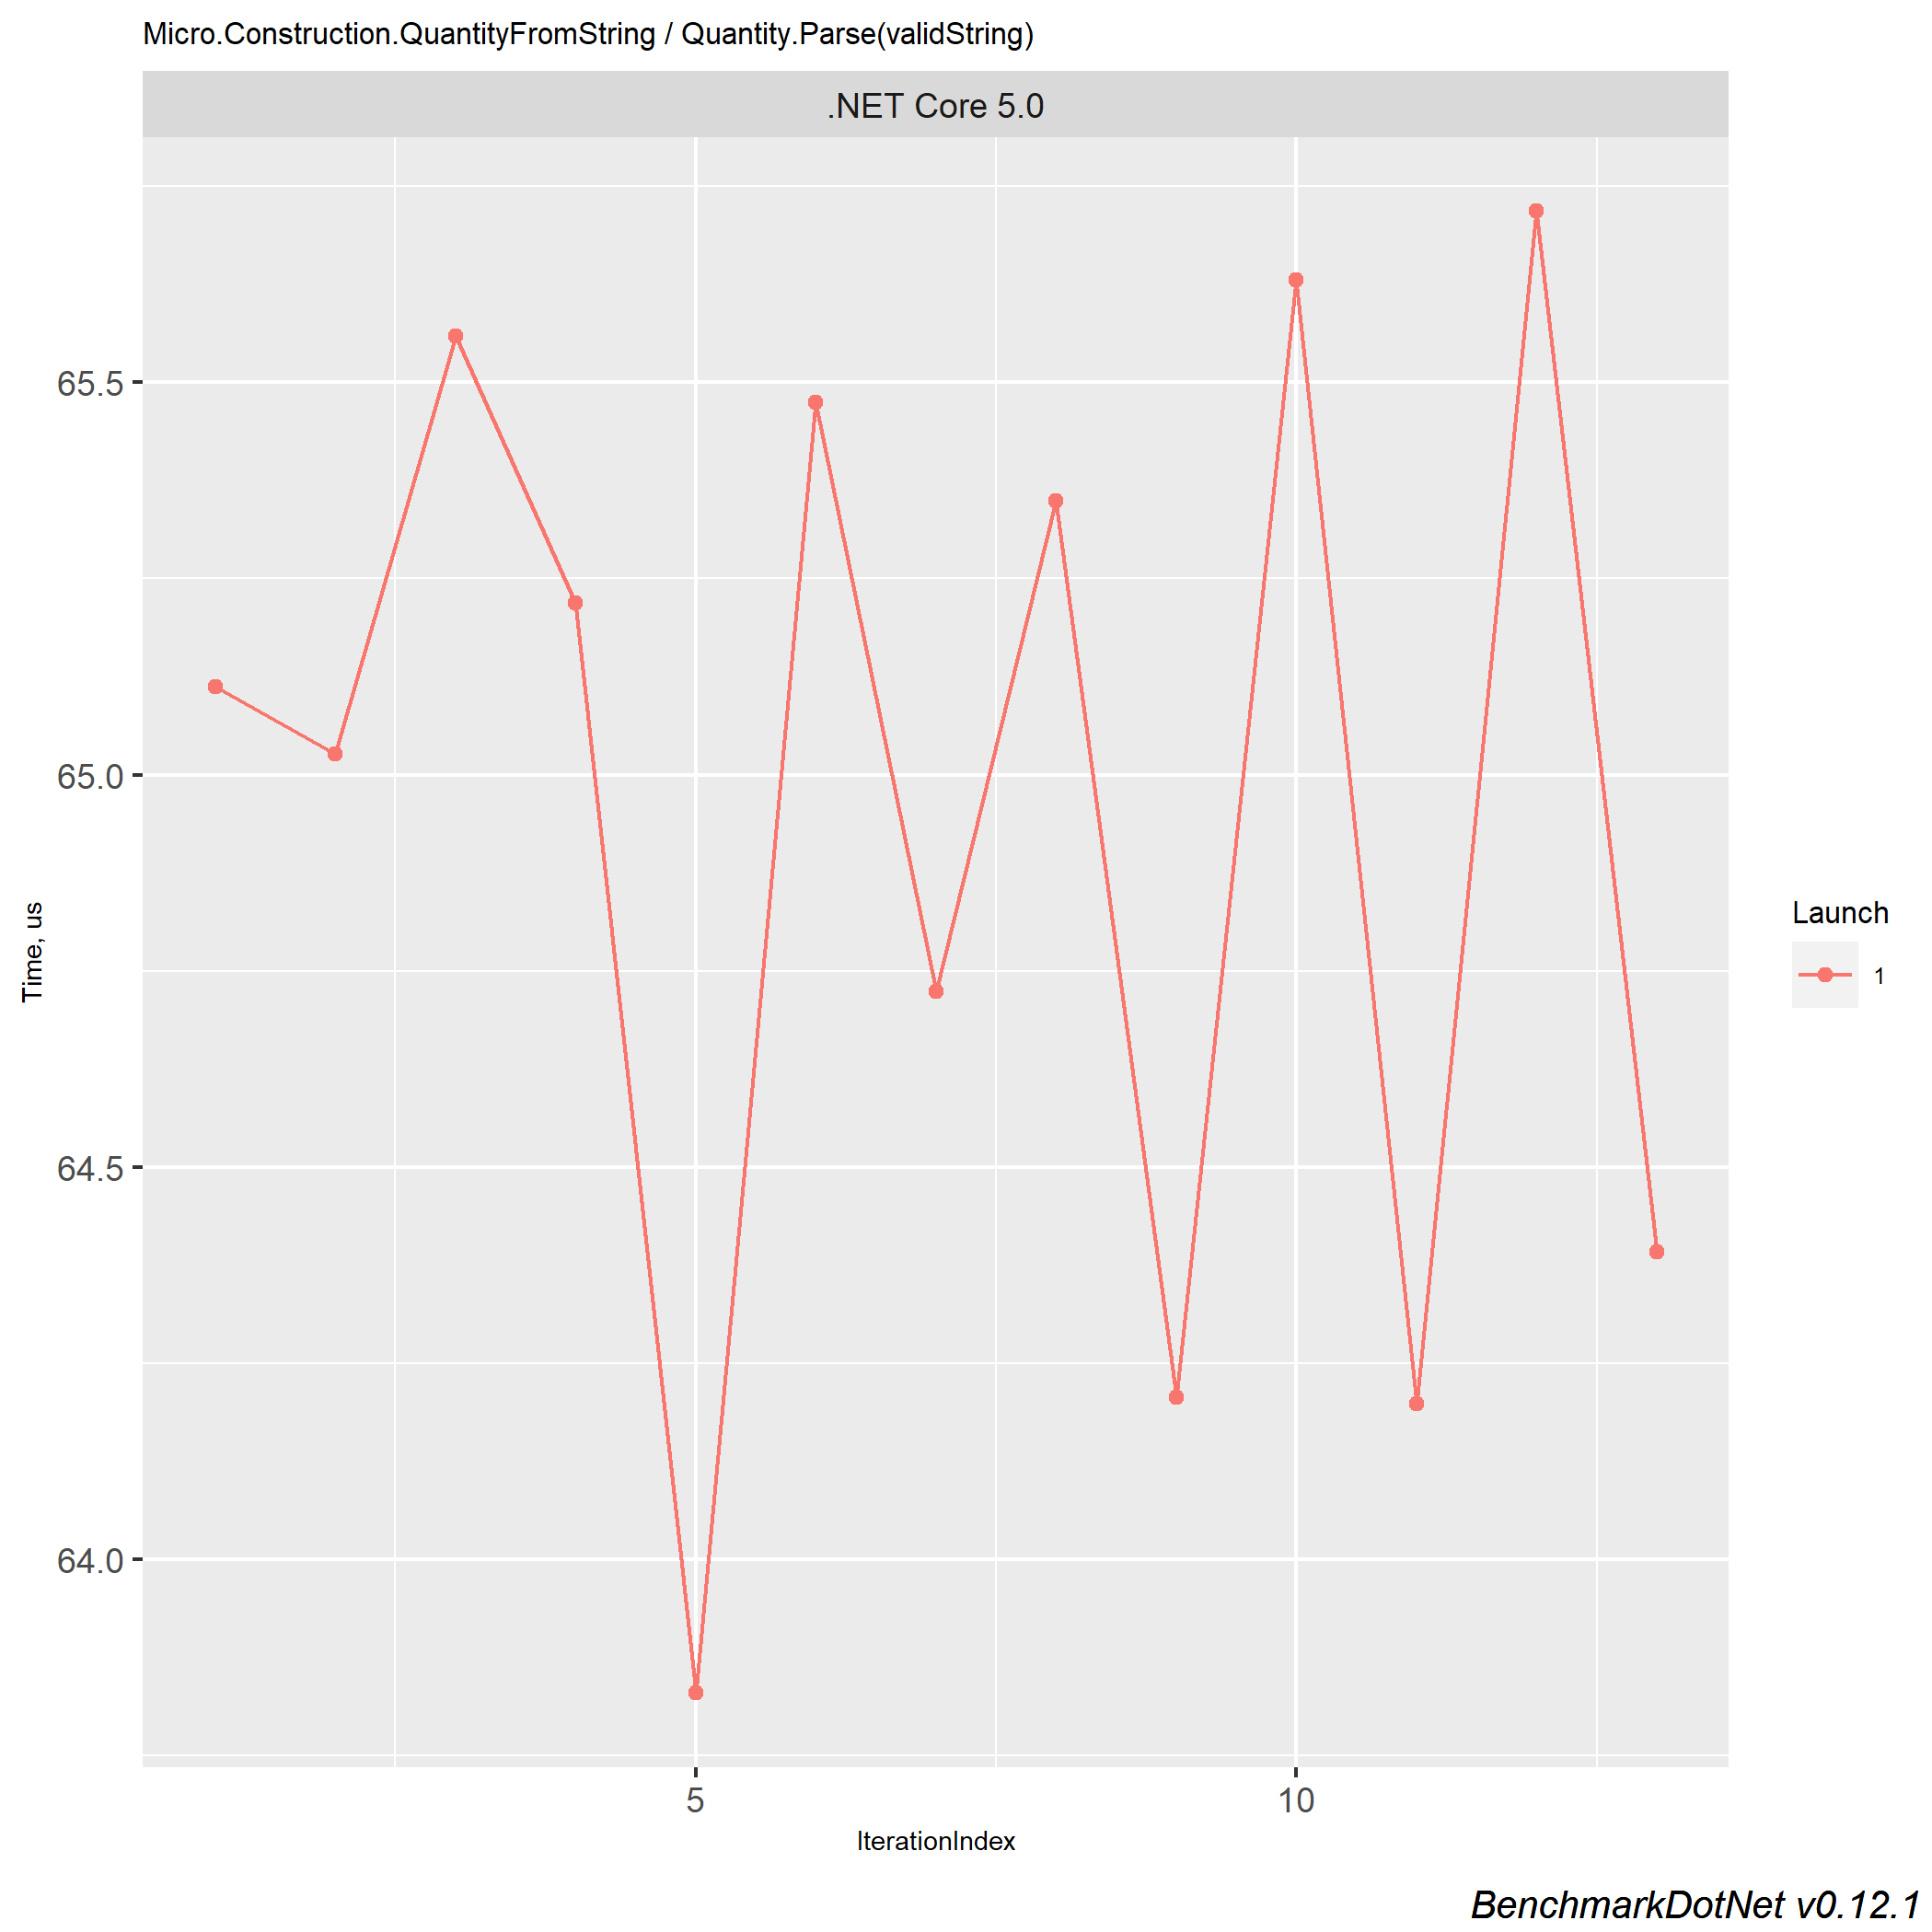 Micro.Construction.QuantityFromString / Quantity.Parse(validString)
.NET Core 5.0
65.5
65.0
64.5
64.0
Time, us
5
10
IterationIndex
Launch
1
BenchmarkDotNet v0.12.1